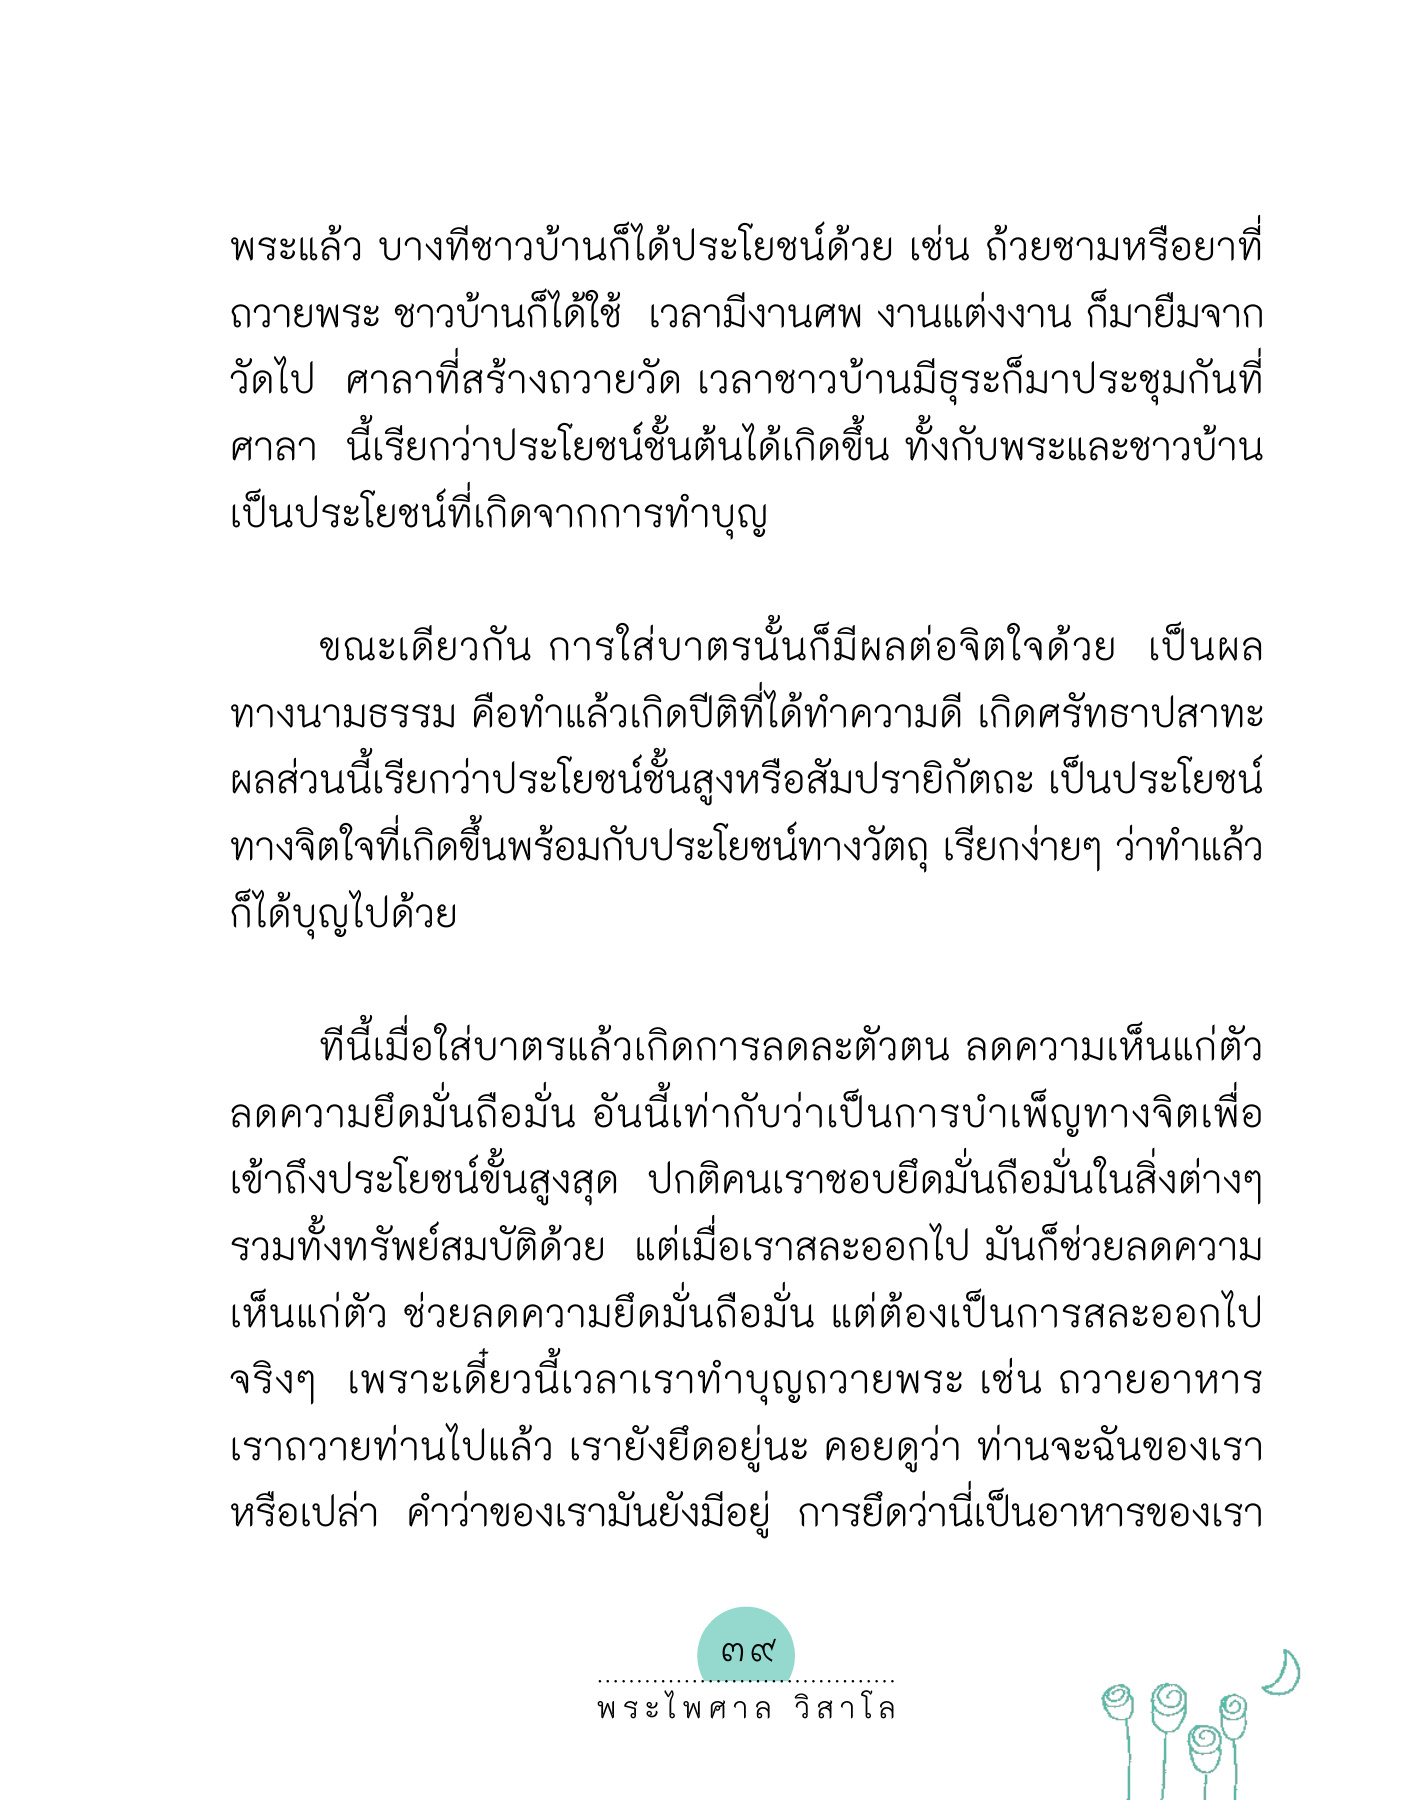 พระแล้ว บางทีชาวบ้านก็ได้ประโยชน์ด้วย เช่น ถ้วยชามหรือยาที่
ถวายพระ ชาวบ้านก็ได้ใช้ เวลามีงานศพ งานแต่งงาน ก็มายืมจาก
วัดไป ศาลาที่สร้างถวายวัด เวลาชาวบ้านมีธุระก็มาประชุมกันที่
ศาลา นี้เรียกว่าประโยชน์ชั้นต้นได้เกิดขึ้น ทั้งกับพระและชาวบ้าน
เป็นประโยชน์ที่เกิดจากการทำบุญ
ขณะเดียวกัน การใส่บาตรนั้นก็มีผลต่อจิตใจด้วย เป็นผล
ทางนามธรรม คือทำแล้วเกิดปีติที่ได้ทำความดี เกิดศรัทธาปสาทะ
ผลส่วนนี้เรียกว่าประโยชน์ชั้นสูงหรือสัมปรายิกัตถะ เป็นประโยชน์
ทางจิตใจที่เกิดขึ้นพร้อมกับประโยชน์ทางวัตถุ เรียกง่ายๆ ว่าทำแล้ว
ก็ได้บุญไปด้วย
ทีนี้เมื่อใส่บาตรแล้วเกิดการลดละตัวตน ลดความเห็นแก่ตัว
ลดความยึดมั่นถือมั่น อันนี้เท่ากับว่าเป็นการบำเพ็ญทางจิตเพื่อ
เข้าถึงประโยชน์ขั้นสูงสุด ปกติคนเราชอบยึดมั่นถือมั่นในสิ่งต่างๆ
รวมทั้งทรัพย์สมบัติด้วย แต่เมื่อเราสละออกไป มันก็ช่วยลดความ
เห็นแก่ตัว ช่วยลดความยึดมั่นถือมั่น แต่ต้องเป็นการสละออกไป
จริงๆ เพราะเดี๋ยวนี้เวลาเราทำบุญถวายพระ เช่น ถวายอาหาร
เราถวายท่านไปแล้ว เรายังยึดอยู่นะ คอยดูว่า ท่านจะฉันของเรา
หรือเปล่า คำว่าของเรามันยังมีอยู่ การยึดว่านี่เป็นอาหารของเรา
๓๙
พระไพศาล วิสาโล